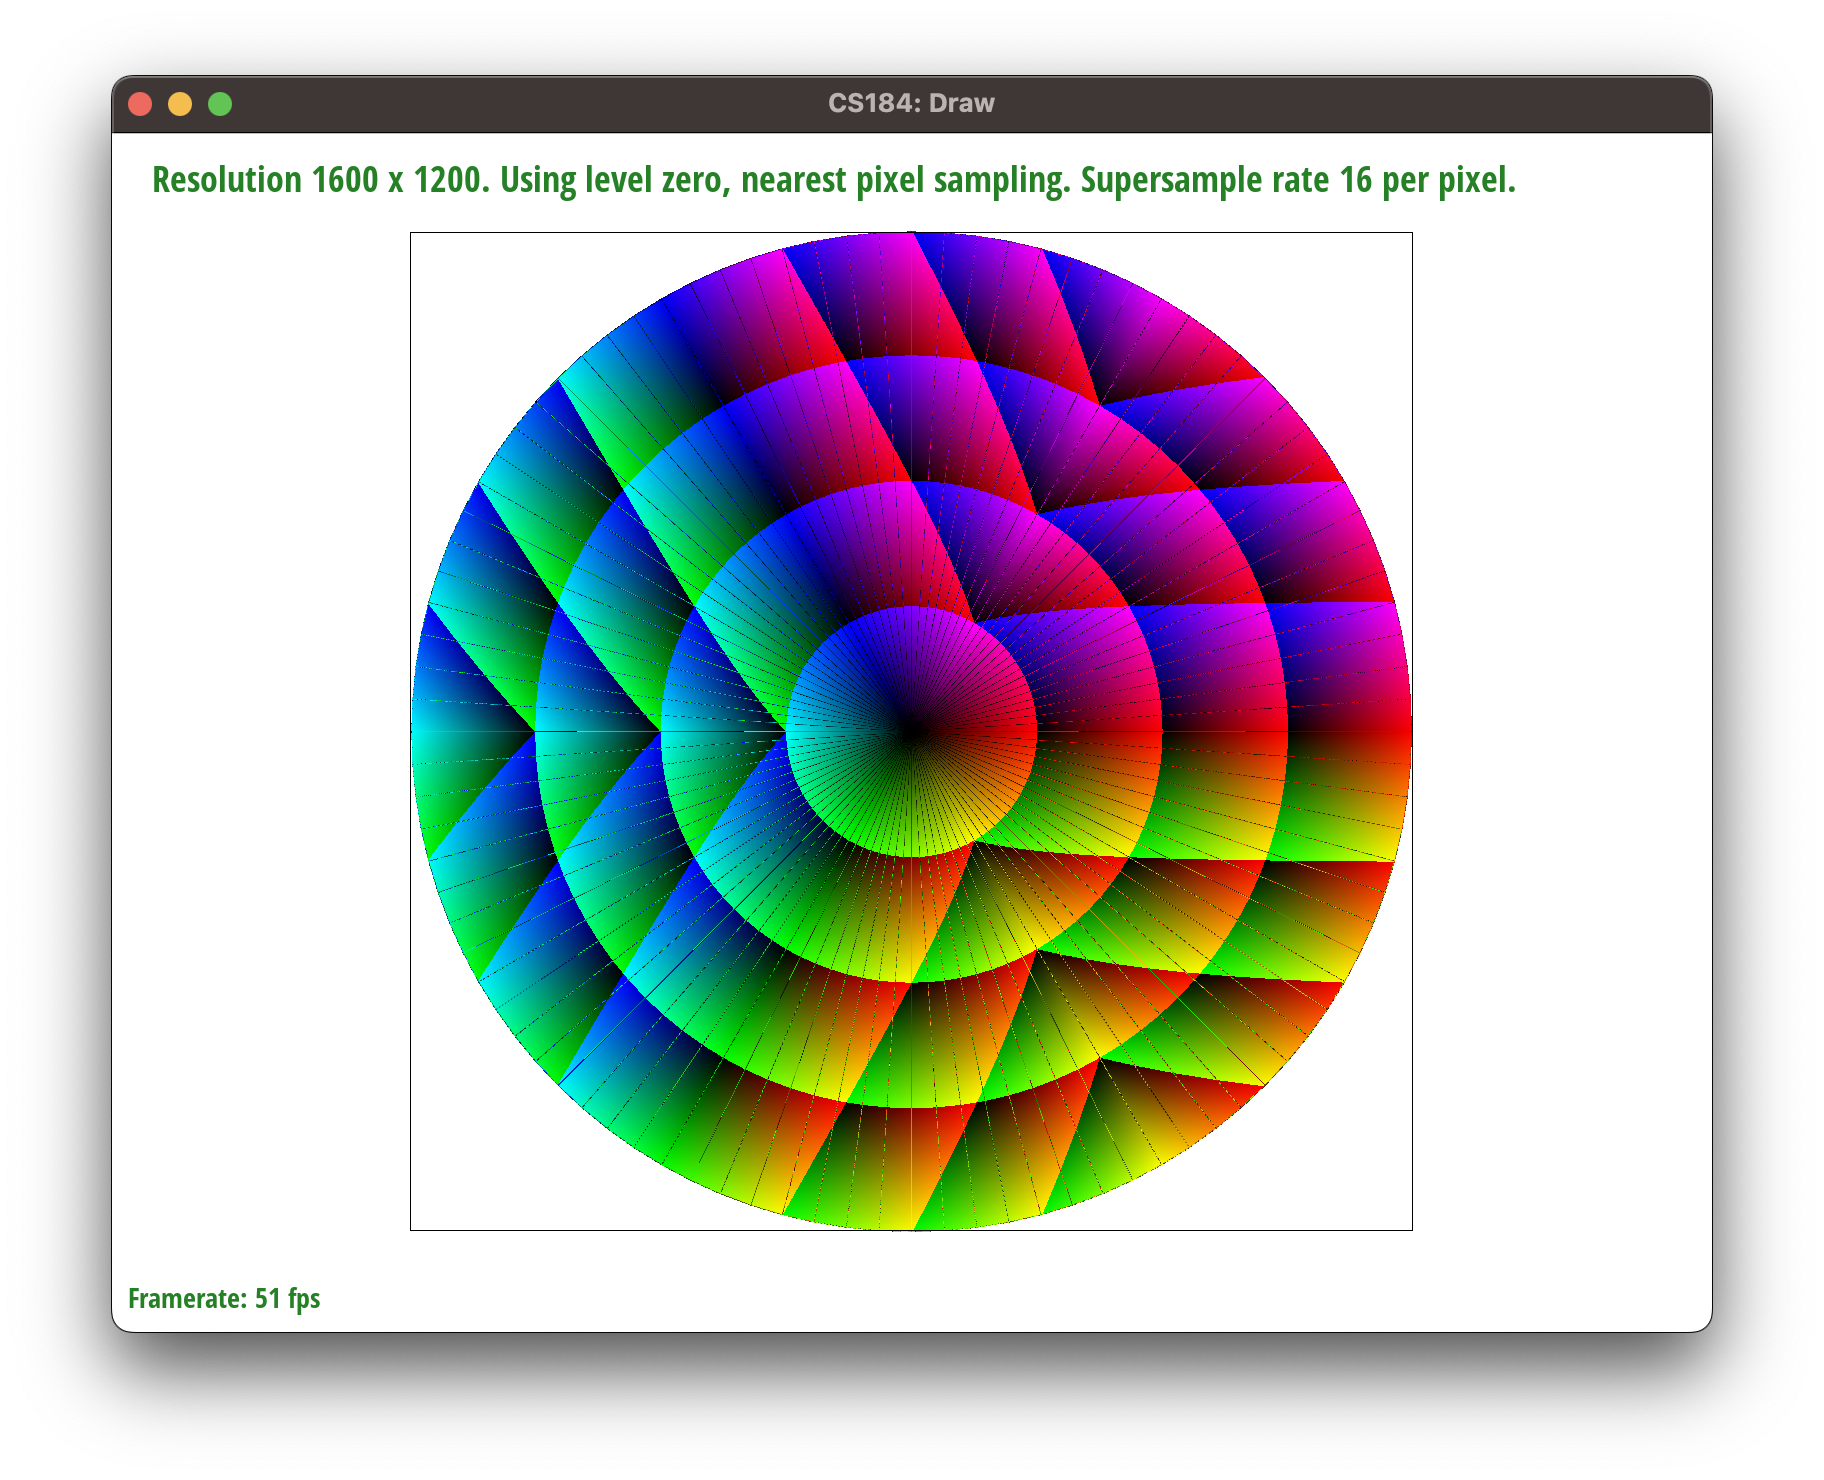 CS184: Draw
Resolution 1600 x 1200. Using level zero, nearest pixel sampling. Supersample rate 16 per pixel.
Framerate: 51 fps